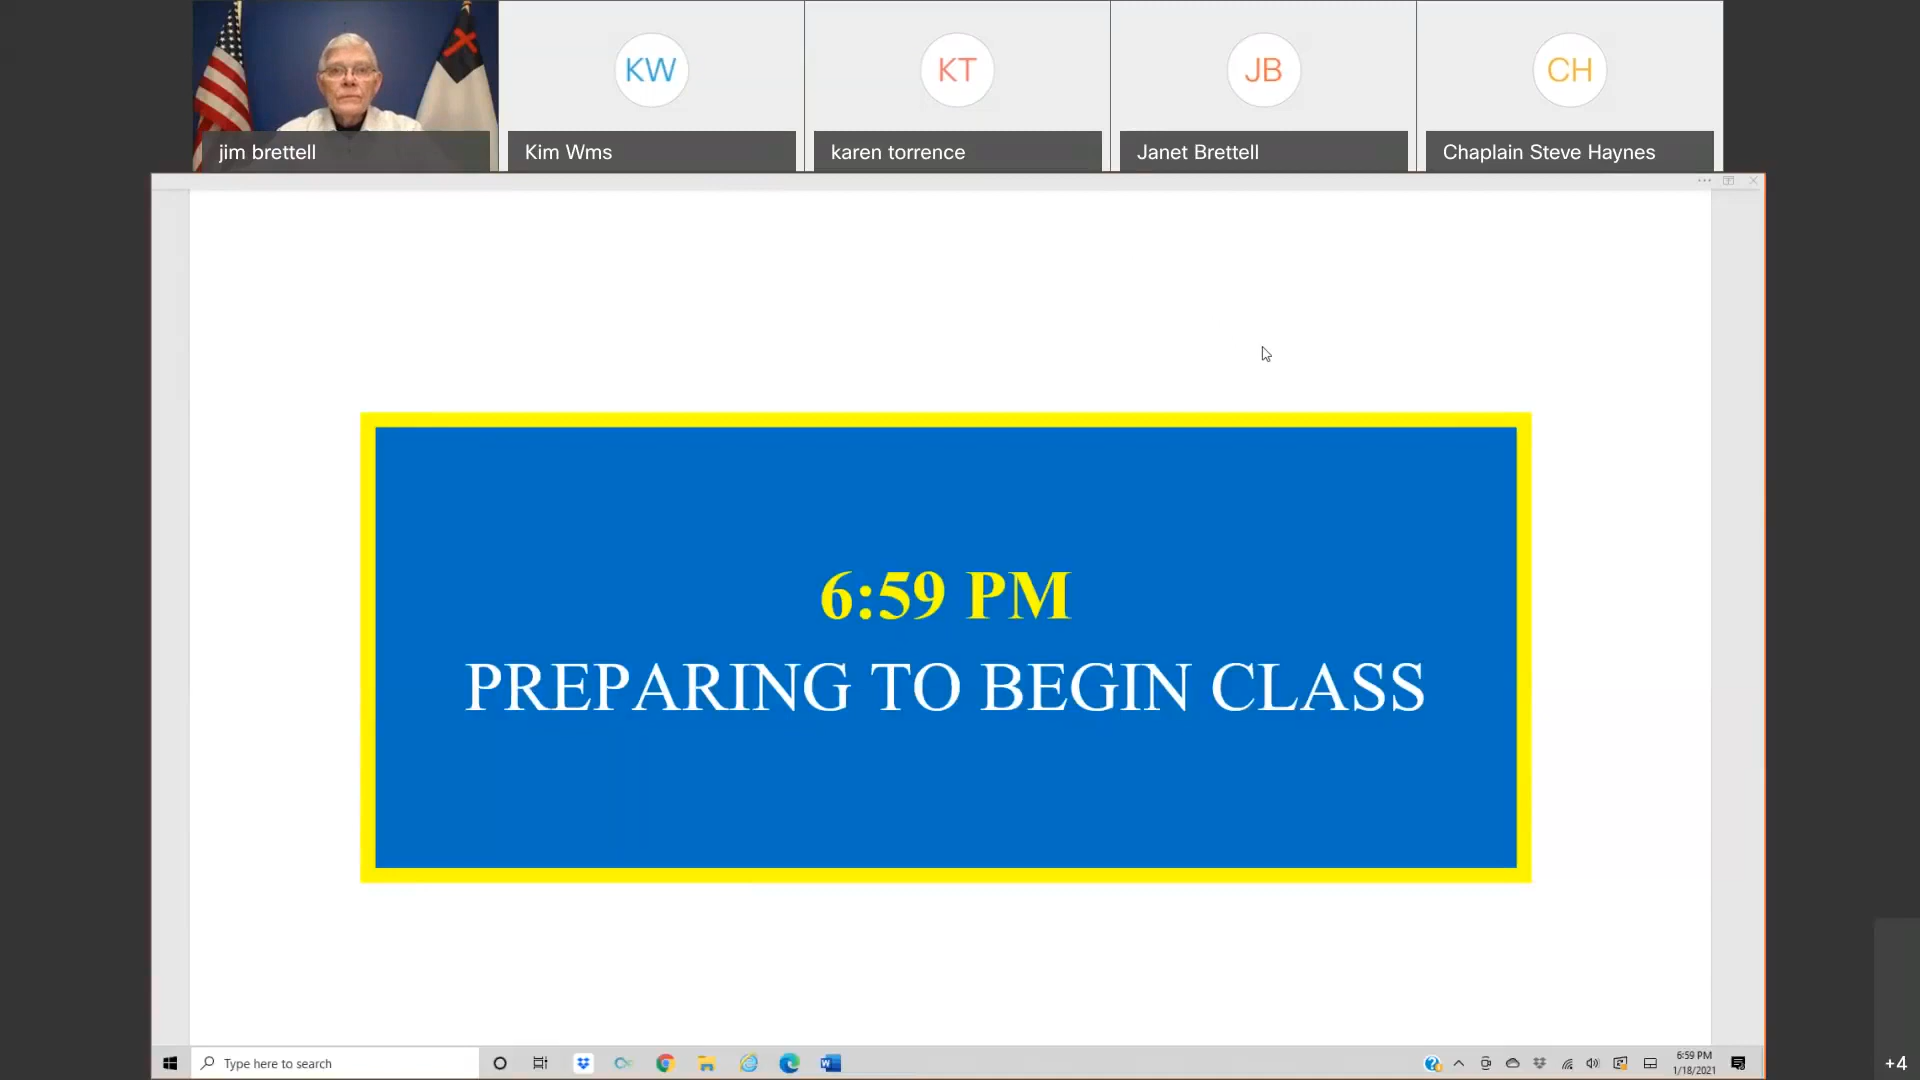 KW
KT
JB
CH
jim brettell
Kim Wms
karen torrence
Janet Brettell
Chaplain Steve Haynes
6:59 PM
PREPARING TO BEGIN CLASS
Type here to search
6:59 PM
1/18/2021
+4